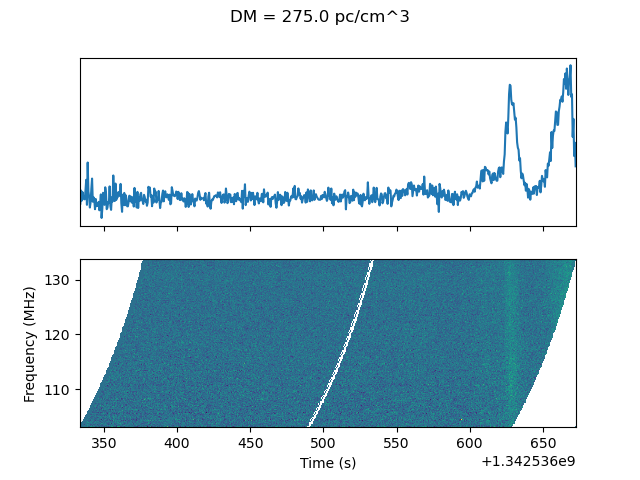 DM = 275.0 pc/cm^3
130
120
110
Frequency (MHz)
350 400 450 500 550 600 650
Time (s)
+1.342536e9